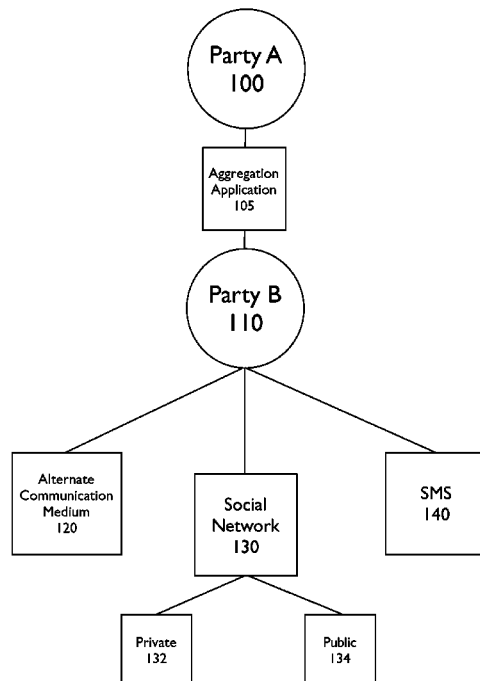 Party A
100
Aggregation
Application
105
Party B
110
Alternate
Communication
Medium
120
Social
Network
130
SMS
140
Private
132
Public
134